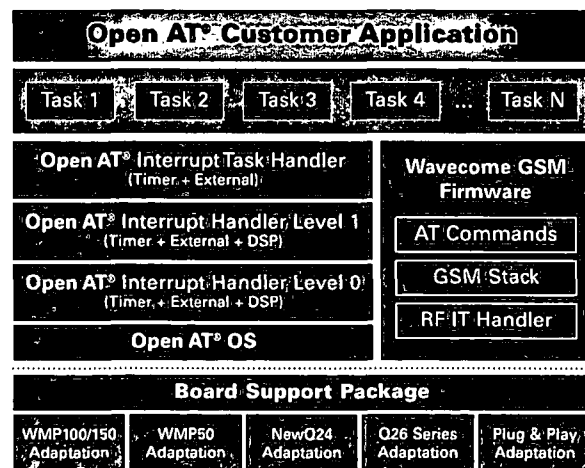 Open AT® Customer Application
Task 1
Task 2
Task 3
Task 4
...
Task N
Open AT® Interrupt Task Handler
(Timer + External)
Open AT® Interrupt Handler Level 1
(Timer + External + DSP)
Open AT® Interrupt Handler Level 0
(Timer + External + DSP)
Open AT® OS
Wavecome GSM
Firmware
AT Commands
GSM Stack
RF IT Handler
Board Support Package
WMP100/150
Adaptation
WMP50
Adaptation
NewQ24
Adaptation
Q26 Series
Adaptation
Plug & Play
Adaptation